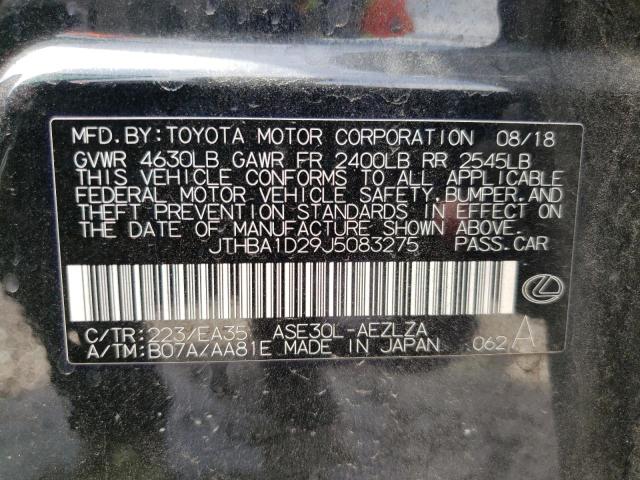 MFD.BY:TOYOTA MOTOR CORPORATION 08/18
GVWR 4630LB GAWR FR 2400LB RR 2545LB
THIS VEHICLE CONFORMS TO ALL APPLICABLE
FEDERAL MOTOR VEHICLE SAFETY,BUMPER,AND
THEFT PREVENTION STANDARDS IN EFFECT ON
THE DATE OF MANUFACTURE SHOWN ABOVE.
JTHBA1D29J5083275 PASS.CAR
C/TR:223/EA35 ASE30L-AEZLZA
A/TM:B07A/AA81E MADE IN JAPAN 062 A